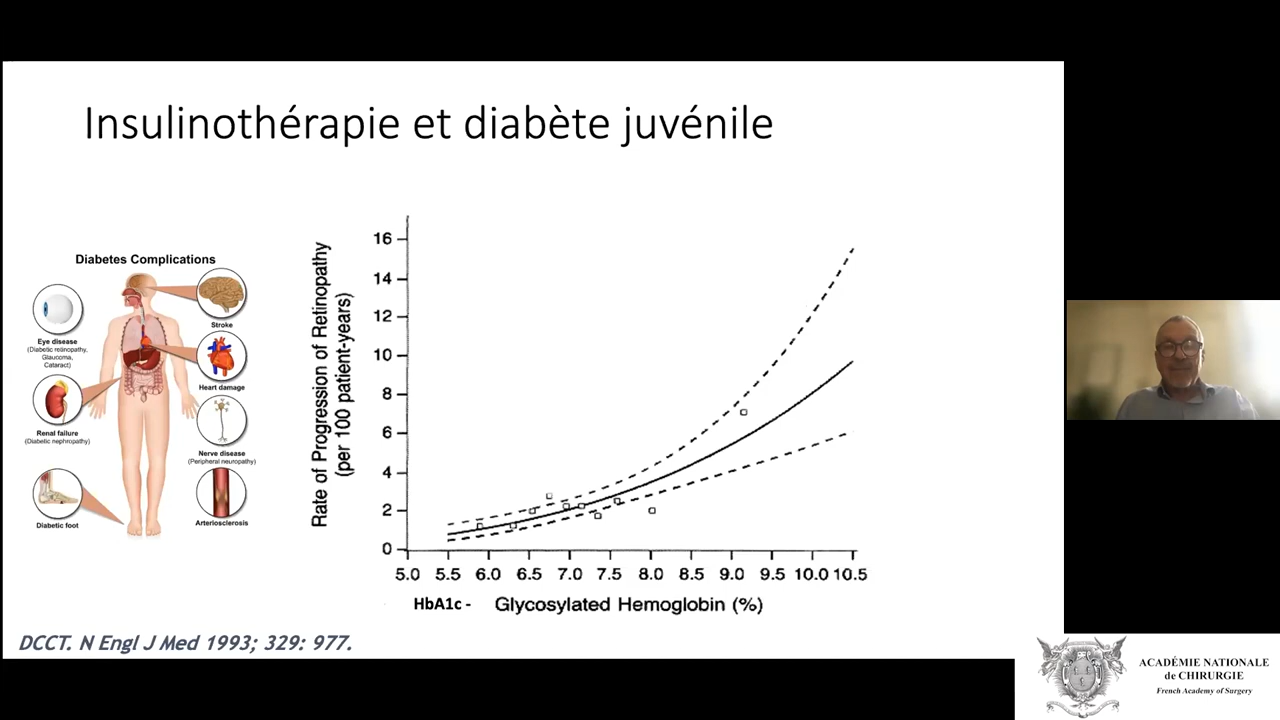 Insulinothérapie et diabète juvénile
Diabetes Complications
Eye disease
(Diabetic retinopathy,
Glaucoma,
Cataract)
Stroke
Heart damage
Renal failure
(Diabetic nephropathy)
Nerve disease
(Peripheral neuropathy)
Diabetic foot
Arteriosclerosis
Rate of Progression of Retinopathy
(per 100 patient-years)
16
14
12
10
8
6
4
2
0
5.0 5.5 6.0 6.5 7.0 7.5 8.0 8.5 9.0 9.5 10.0 10.5
HbA1c - Glycosylated Hemoglobin (%)
DCCT. N Engl J Med 1993; 329: 977.
ACADÉMIE NATIONALE
de CHIRURGIE
French Academy of Surgery